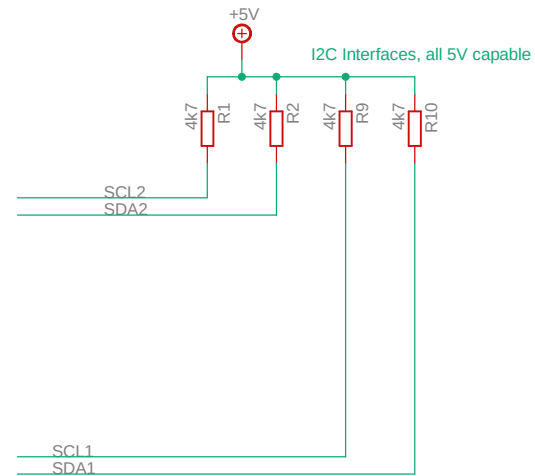 +5V
I2C Interfaces, all 5V capable
4k7
R1
4k7
R2
4k7
R9
4k7
R10
SCL2
SDA2
SCL1
SDA1